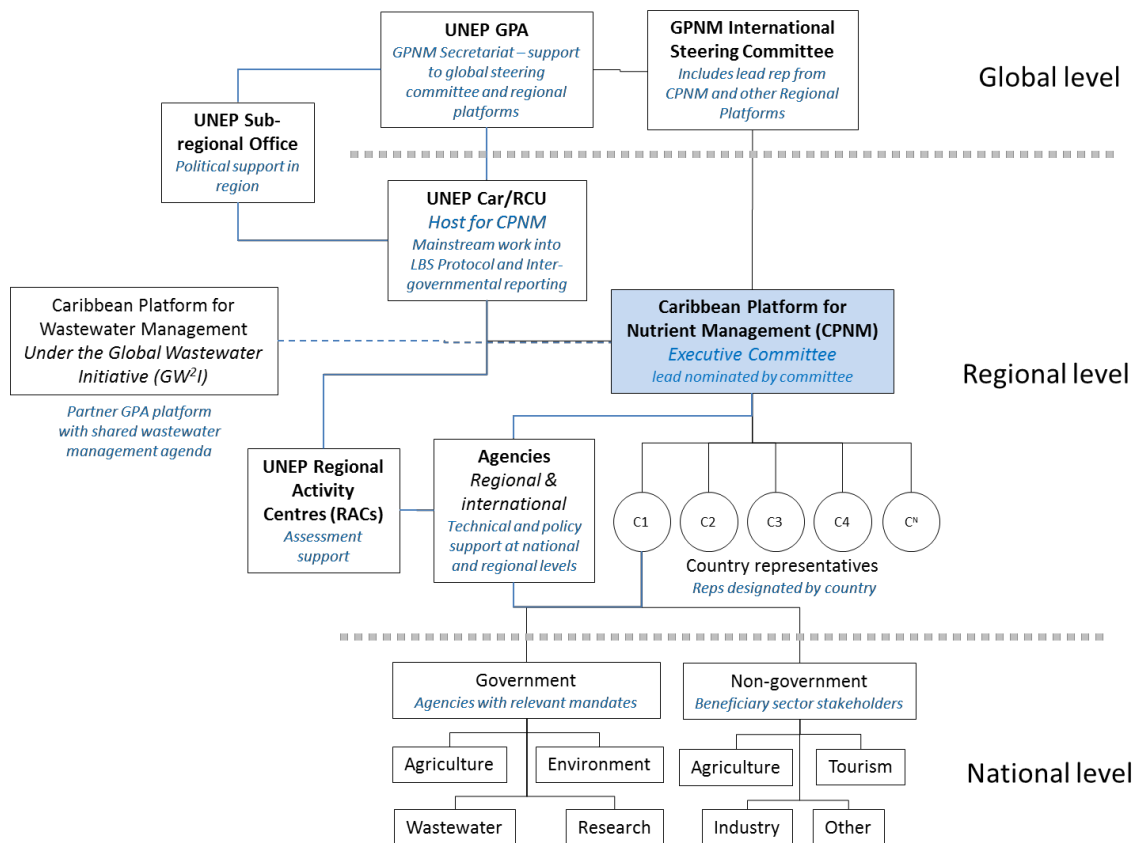 UNEP GPA
GPNM Secretariat – support
to global steering
committee and regional
platforms
GPNM International
Steering Committee
Includes lead rep from
CPNM and other Regional
Platforms
Global level
UNEP Sub-
regional Office
Political support in
region
UNEP Car/RCU
Host for CPNM
Mainstream work into
LBS Protocol and Inter-
governmental reporting
Caribbean Platform for
Wastewater Management
Under the Global Wastewater
Initiative (GW²I)
Partner GPA platform
with shared wastewater
management agenda
Caribbean Platform for
Nutrient Management (CPNM)
Executive Committee
lead nominated by committee
Regional level
UNEP Regional
Activity
Centres (RACs)
Assessment
support
Agencies
Regional &
international
Technical and policy
support at national
and regional levels
C1
C2
C3
C4
Cᴺ
Country representatives
Reps designated by country
Government
Agencies with relevant mandates
Non-government
Beneficiary sector stakeholders
Agriculture
Environment
Agriculture
Tourism
National level
Wastewater
Research
Industry
Other